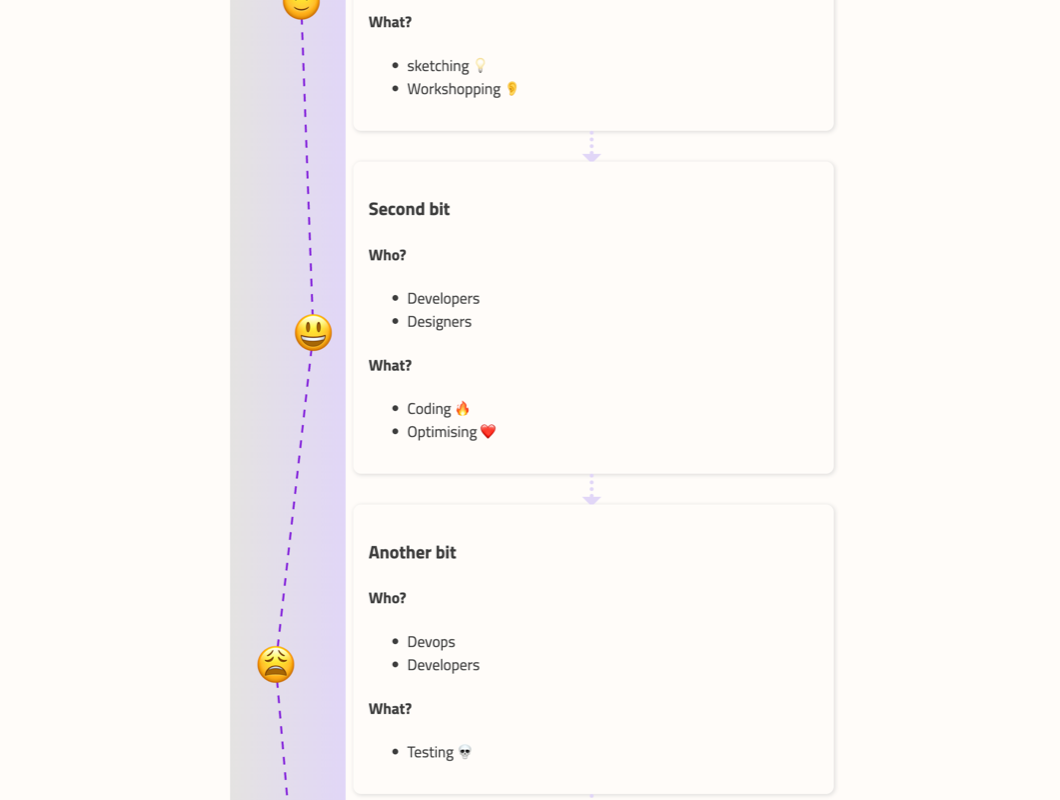 What?
sketching 💡
Workshopping 👂
Second bit
Who?
Developers
Designers
What?
Coding 🔥
Optimising ❤️
Another bit
Who?
Devops
Developers
What?
Testing 💀